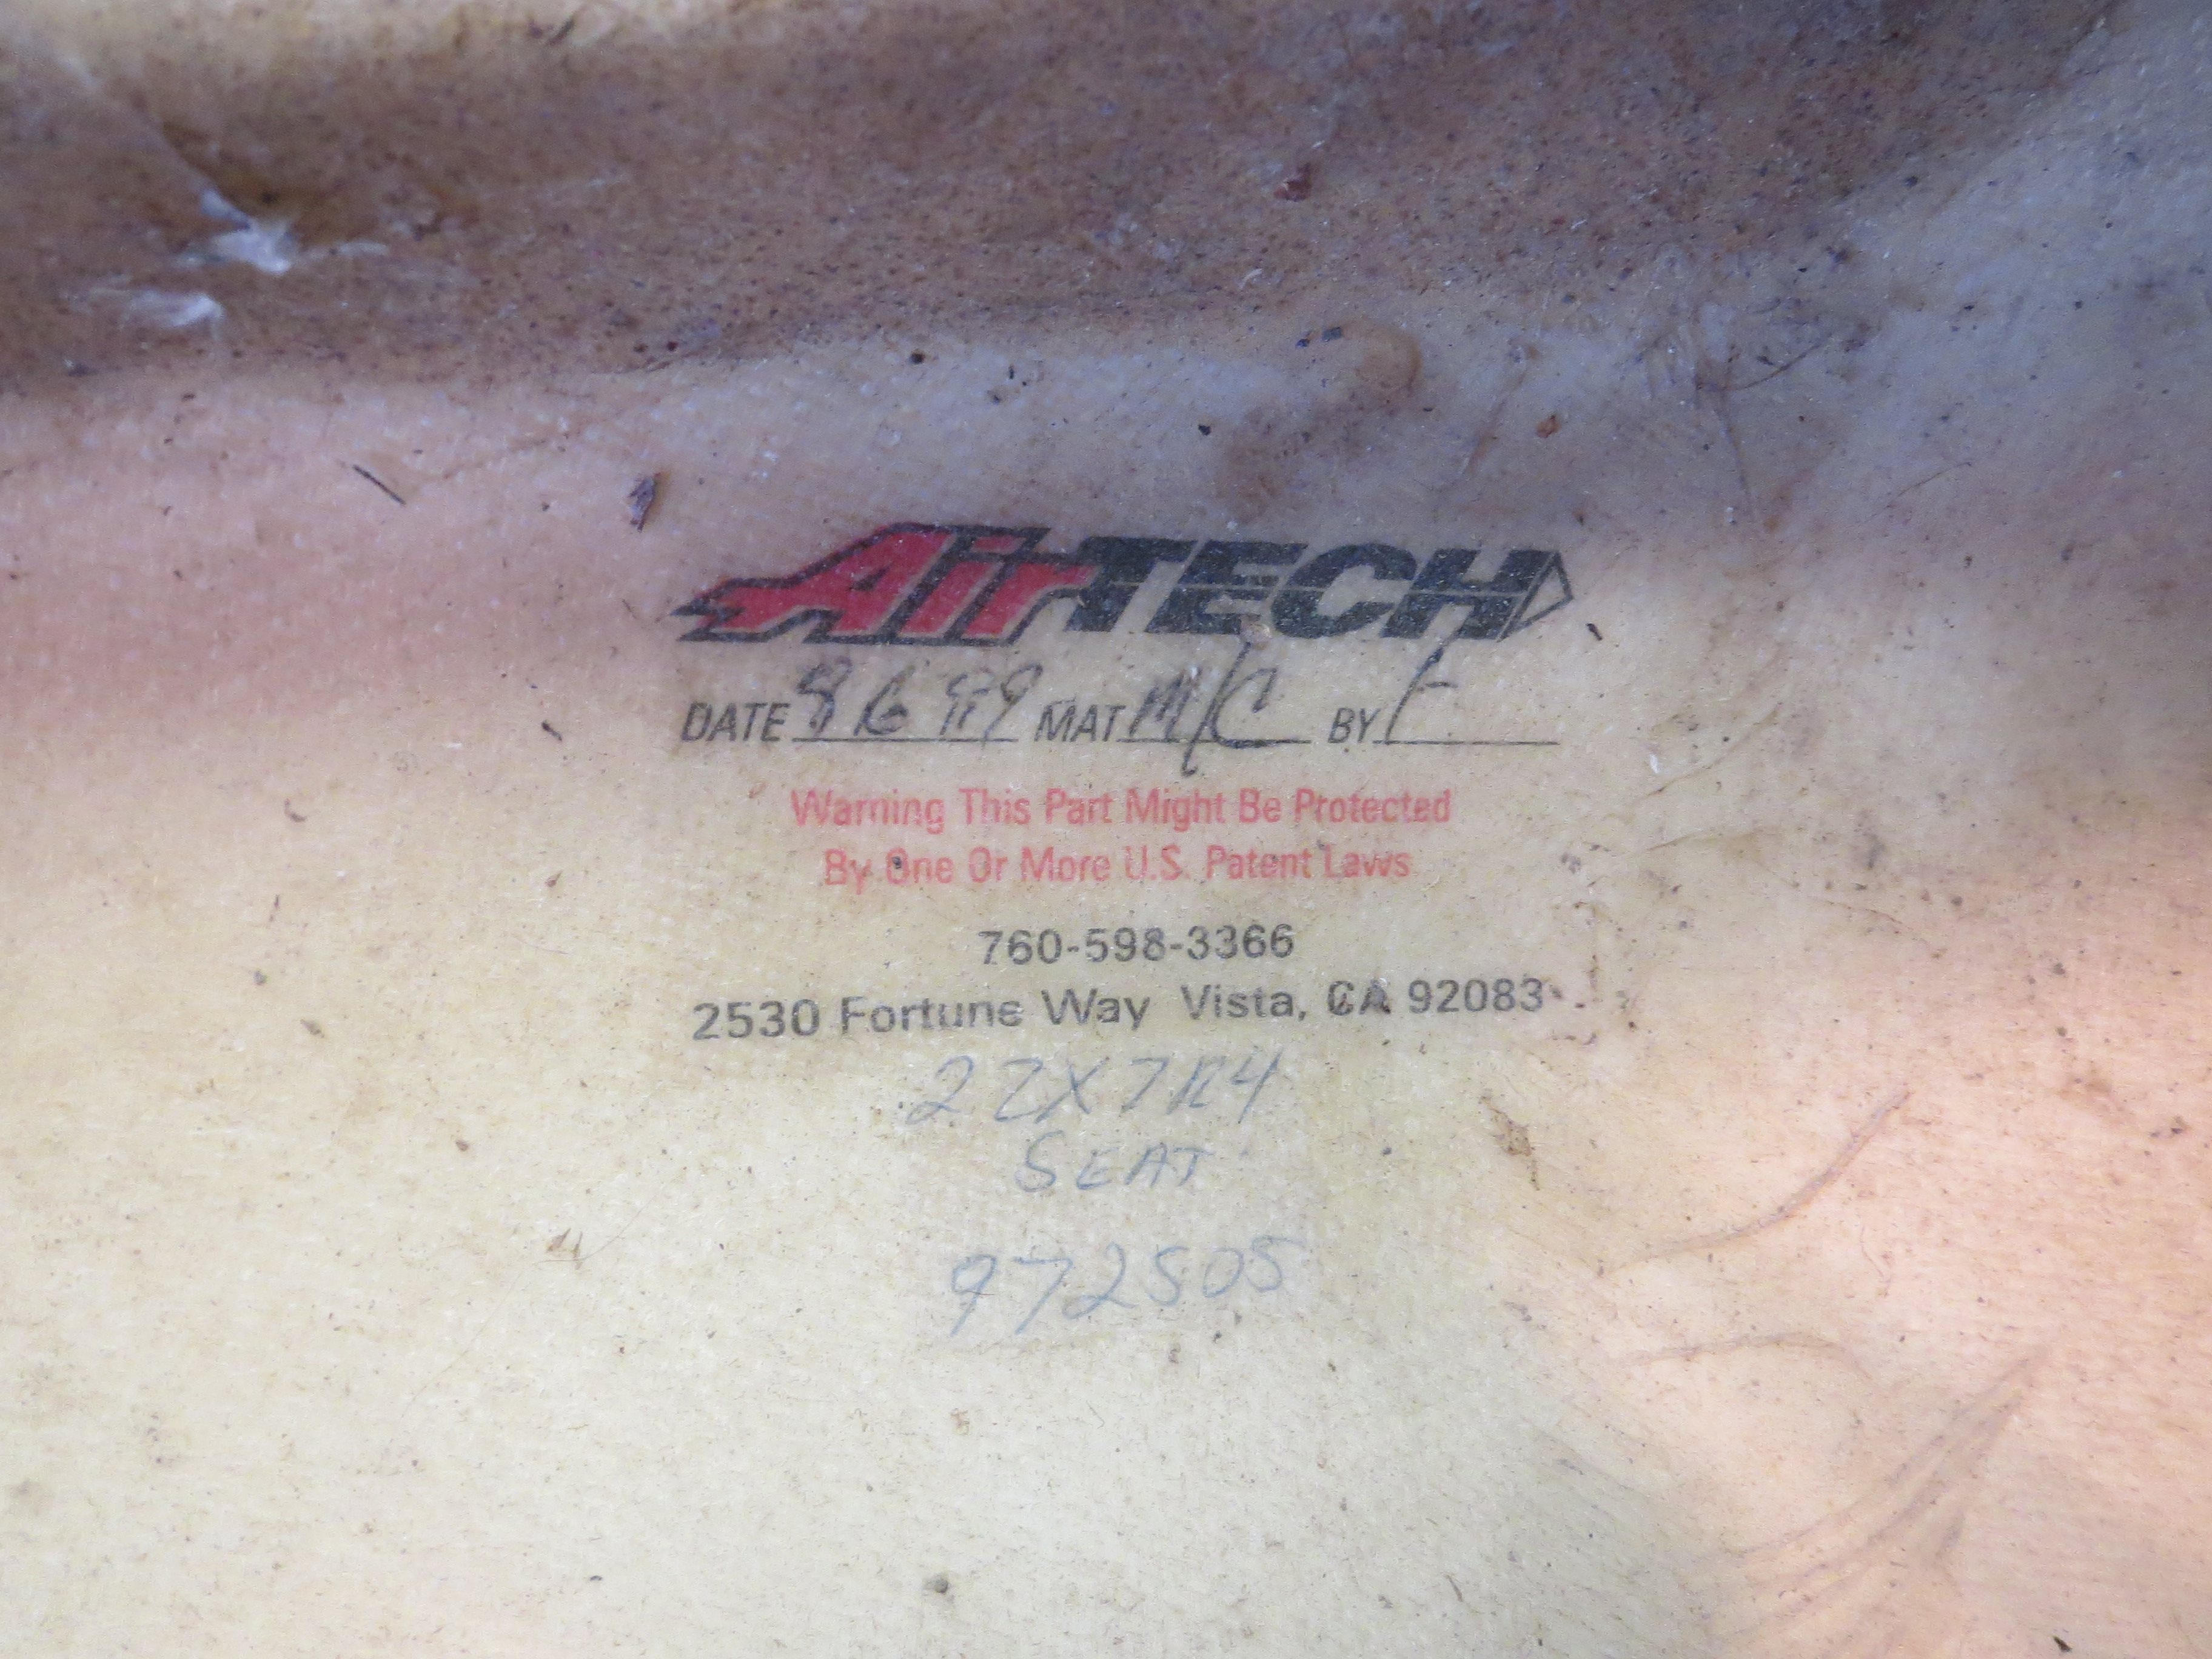 AirTECH
DATE 8 6 99 MAT M/C BY F
Warning This Part Might Be Protected
By One Or More U.S. Patent Laws
760-598-3366
2530 Fortune Way Vista, CA 92083
2ZX7R4
SEAT
972505